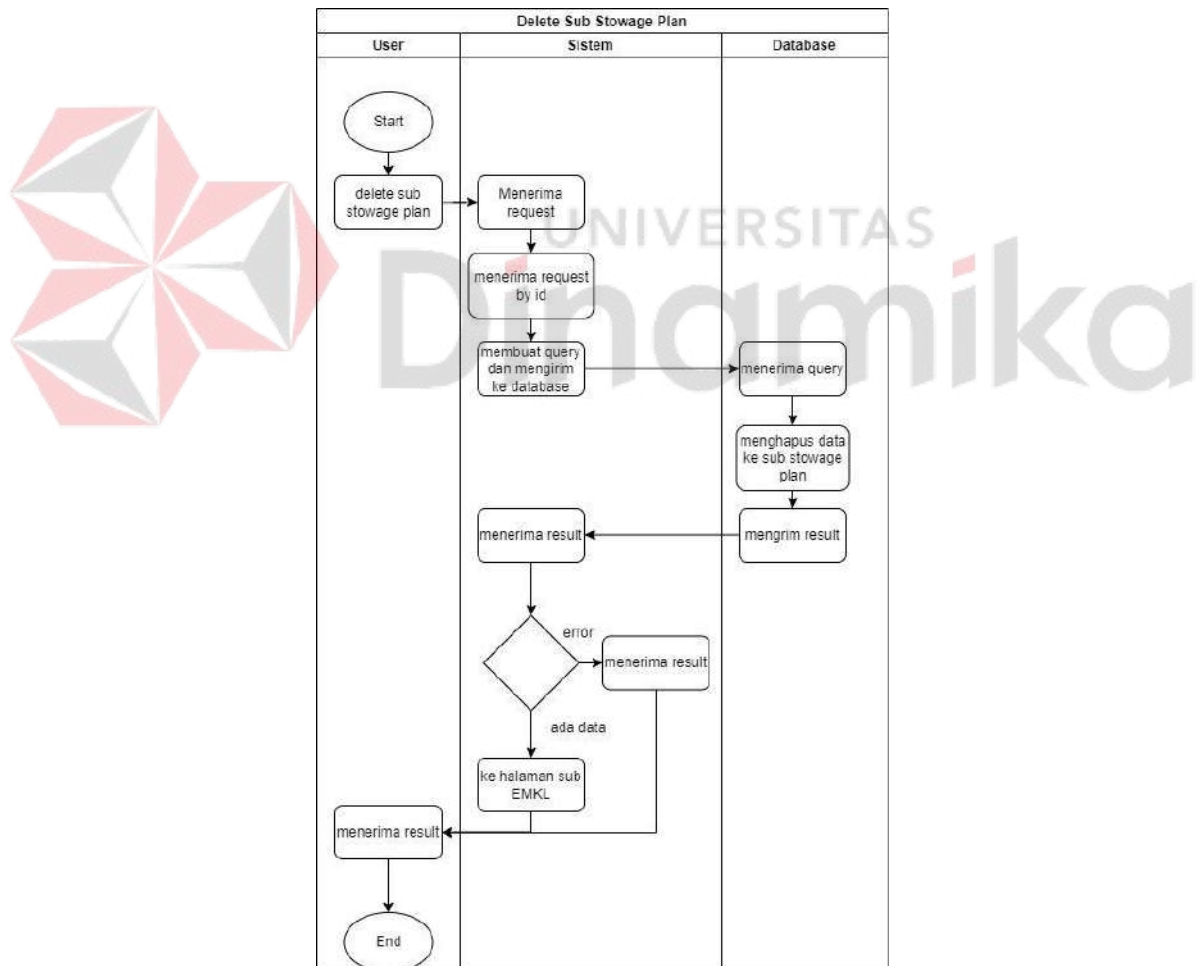 Delete Sub Stowage Plan
User
Sistem
Database
Start
delete sub
stowage plan
Menerima
request
UNIVERSITAS
Dinamika
menerima request
by id
membuat query
dan mengirim
ke database
menerima query
menghapus data
ke sub stowage
plan
mengrim result
menerima result
error
menerima result
ada data
ke halaman sub
EMKL
menerima result
End